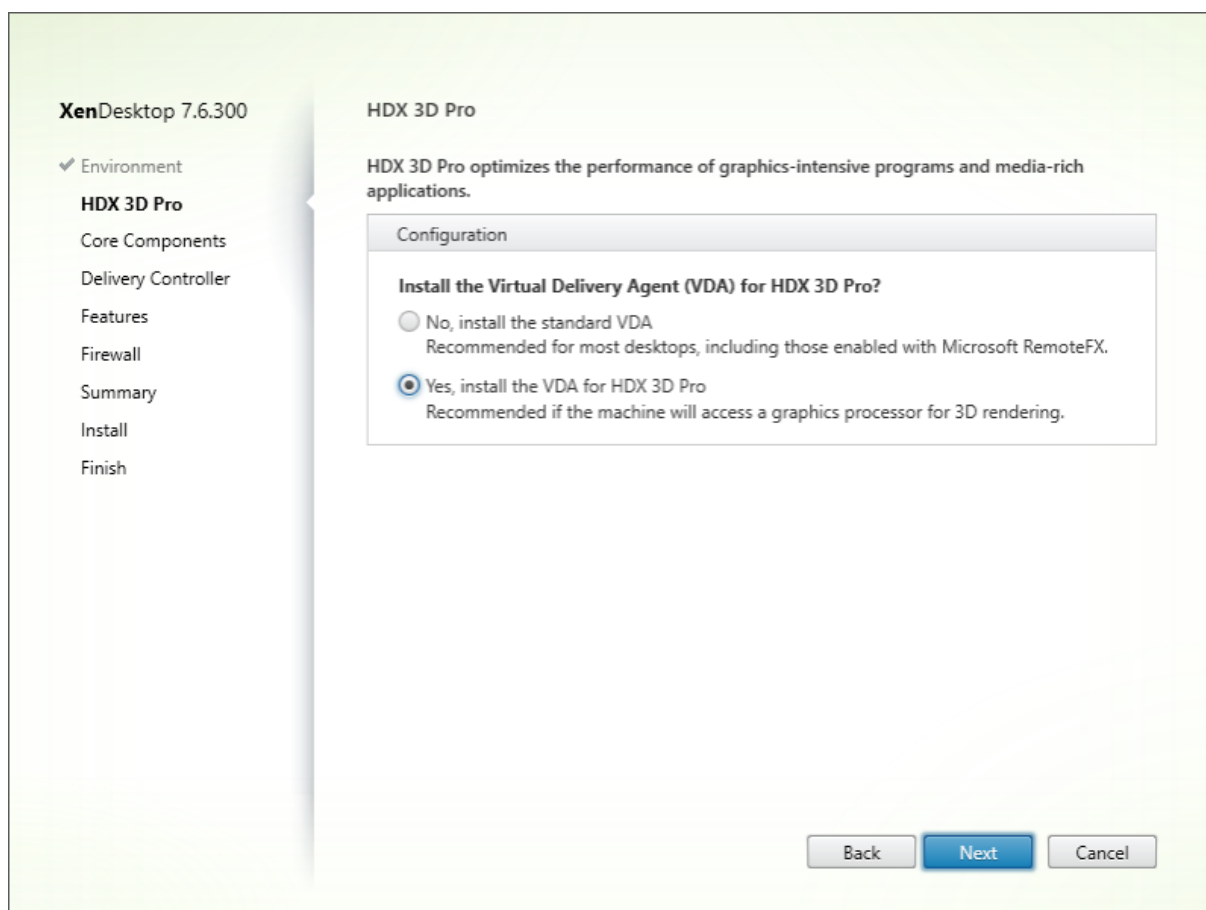 XenDesktop 7.6.300
Environment
HDX 3D Pro
Core Components
Delivery Controller
Features
Firewall
Summary
Install
Finish
HDX 3D Pro
HDX 3D Pro optimizes the performance of graphics-intensive programs and media-rich
applications.
Configuration
Install the Virtual Delivery Agent (VDA) for HDX 3D Pro?
No, install the standard VDA
Recommended for most desktops, including those enabled with Microsoft RemoteFX.
Yes, install the VDA for HDX 3D Pro
Recommended if the machine will access a graphics processor for 3D rendering.
Back
Next
Cancel